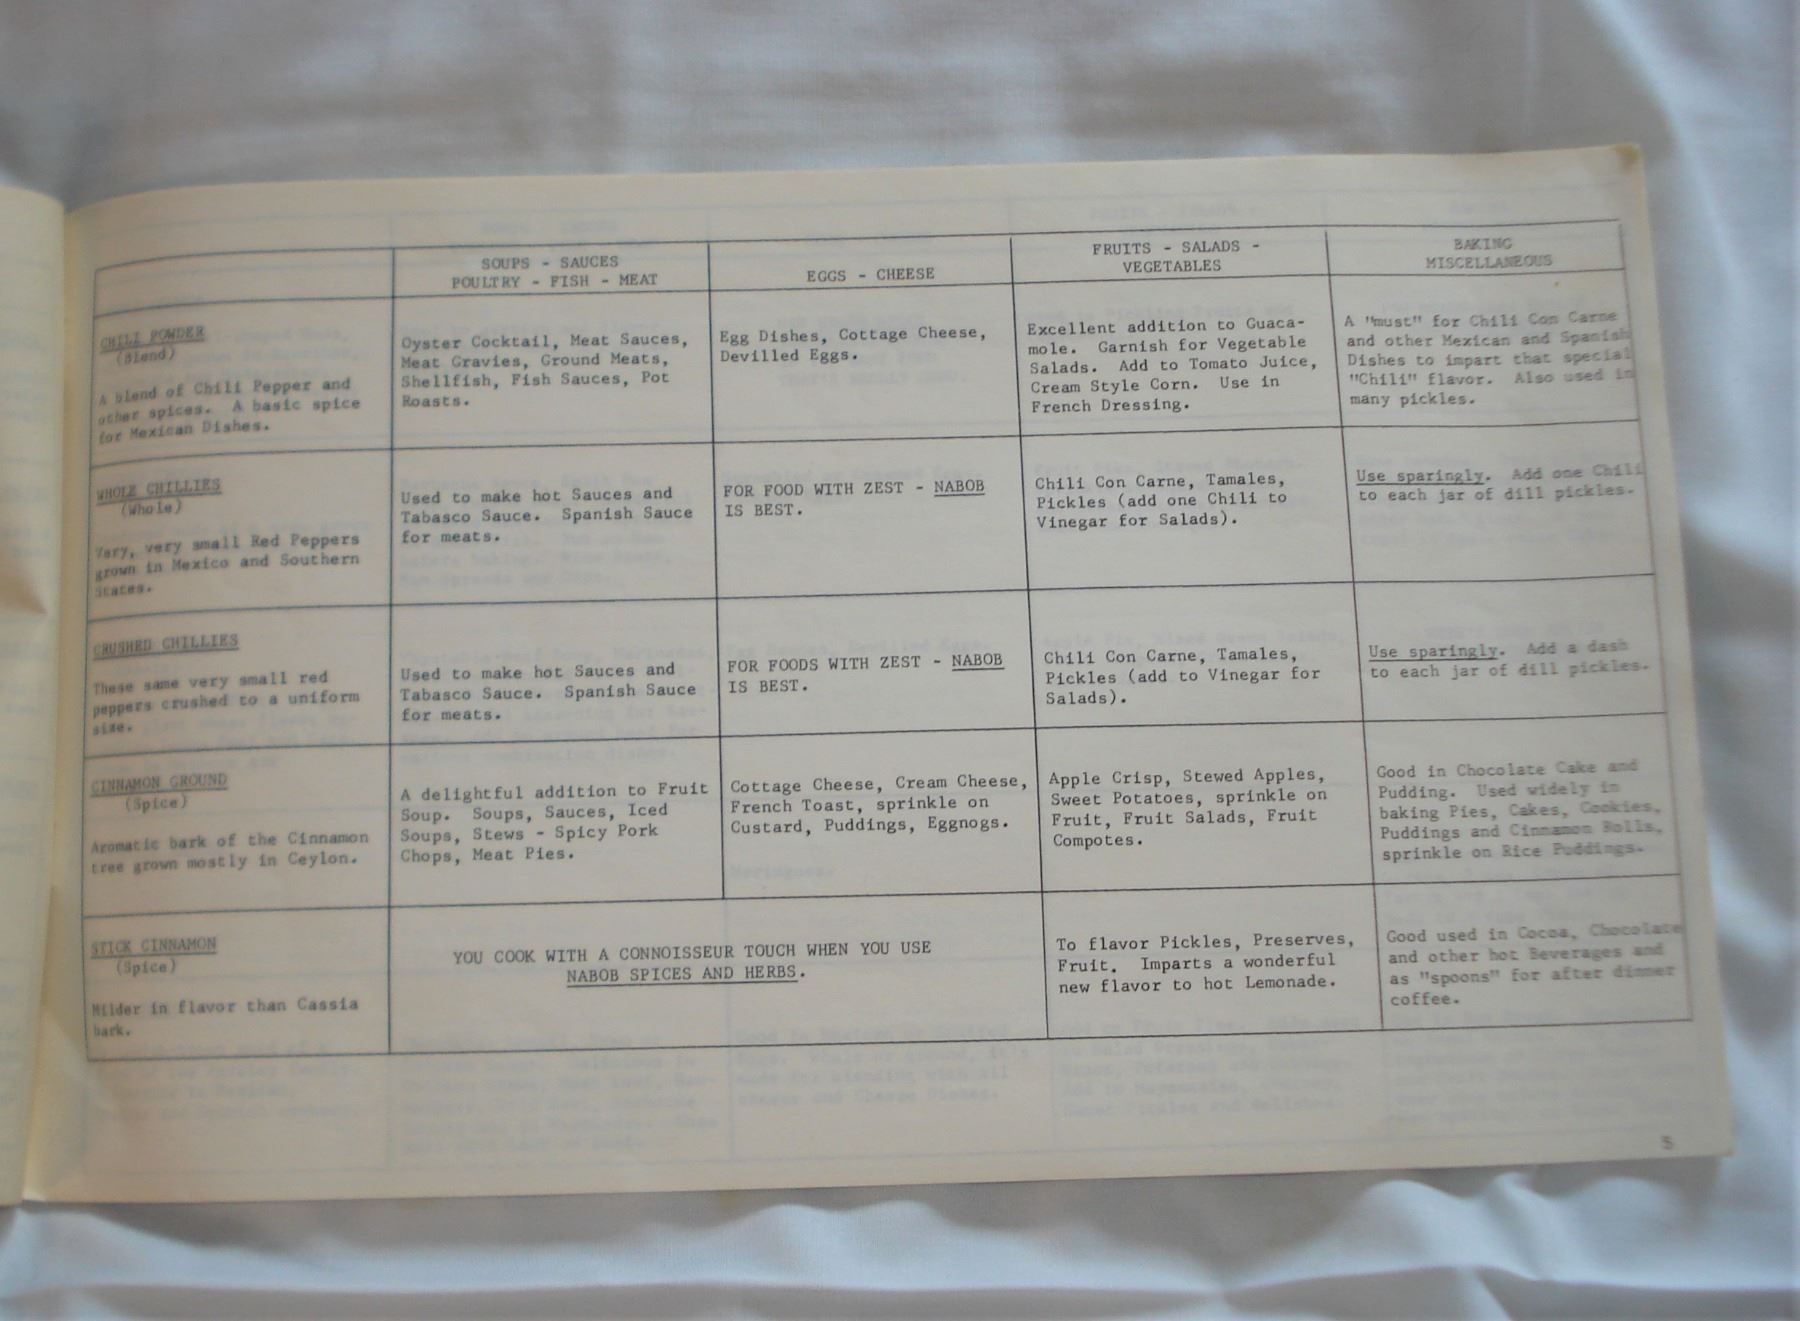 SOUPS - SAUCES
POULTRY - FISH - MEAT
EGGS - CHEESE
FRUITS - SALADS -
VEGETABLES
BAKING
MISCELLANEOUS
CHILI POWDER
(Blend)
A blend of Chili Pepper and
other spices. A basic spice
for Mexican Dishes.
Oyster Cocktail, Meat Sauces,
Meat Gravies, Ground Meats,
Shellfish, Fish Sauces, Pot
Roasts.
Egg Dishes, Cottage Cheese,
Devilled Eggs.
Excellent addition to Guaca-
mole. Garnish for Vegetable
Salads. Add to Tomato Juice,
Cream Style Corn. Use in
French Dressing.
A "must" for Chili Con Carne
and other Mexican and Spanish
Dishes to impart that special
"Chili" flavor. Also used in
many pickles.
WHOLE CHILLIES
(Whole)
Very, very small Red Peppers
grown in Mexico and Southern
States.
Used to make hot Sauces and
Tabasco Sauce. Spanish Sauce
for meats.
FOR FOOD WITH ZEST - NABOB
IS BEST.
Chili Con Carne, Tamales,
Pickles (add one Chili to
Vinegar for Salads).
Use sparingly. Add one Chili
to each jar of dill pickles.
CRUSHED CHILLIES
These same very small red
peppers crushed to a uniform
size.
Used to make hot Sauces and
Tabasco Sauce. Spanish Sauce
for meats.
FOR FOODS WITH ZEST - NABOB
IS BEST.
Chili Con Carne, Tamales,
Pickles (add to Vinegar for
Salads).
Use sparingly. Add a dash
to each jar of dill pickles.
CINNAMON GROUND
(Spice)
Aromatic bark of the Cinnamon
tree grown mostly in Ceylon.
A delightful addition to Fruit
Soup. Soups, Sauces, Iced
Soups, Stews - Spicy Pork
Chops, Meat Pies.
Cottage Cheese, Cream Cheese,
French Toast, sprinkle on
Custard, Puddings, Eggnogs.
Apple Crisp, Stewed Apples,
Sweet Potatoes, sprinkle on
Fruit, Fruit Salads, Fruit
Compotes.
Good in Chocolate Cake and
Pudding. Used widely in
baking Pies, Cakes, Cookies,
Puddings and Cinnamon Rolls,
sprinkle on Rice Puddings.
STICK CINNAMON
(Spice)
Milder in flavor than Cassia
bark.
YOU COOK WITH A CONNOISSEUR TOUCH WHEN YOU USE
NABOB SPICES AND HERBS.
To flavor Pickles, Preserves,
Fruit. Imparts a wonderful
new flavor to hot Lemonade.
Good used in Cocoa, Chocolate
and other hot Beverages and
as "spoons" for after dinner
coffee.
5